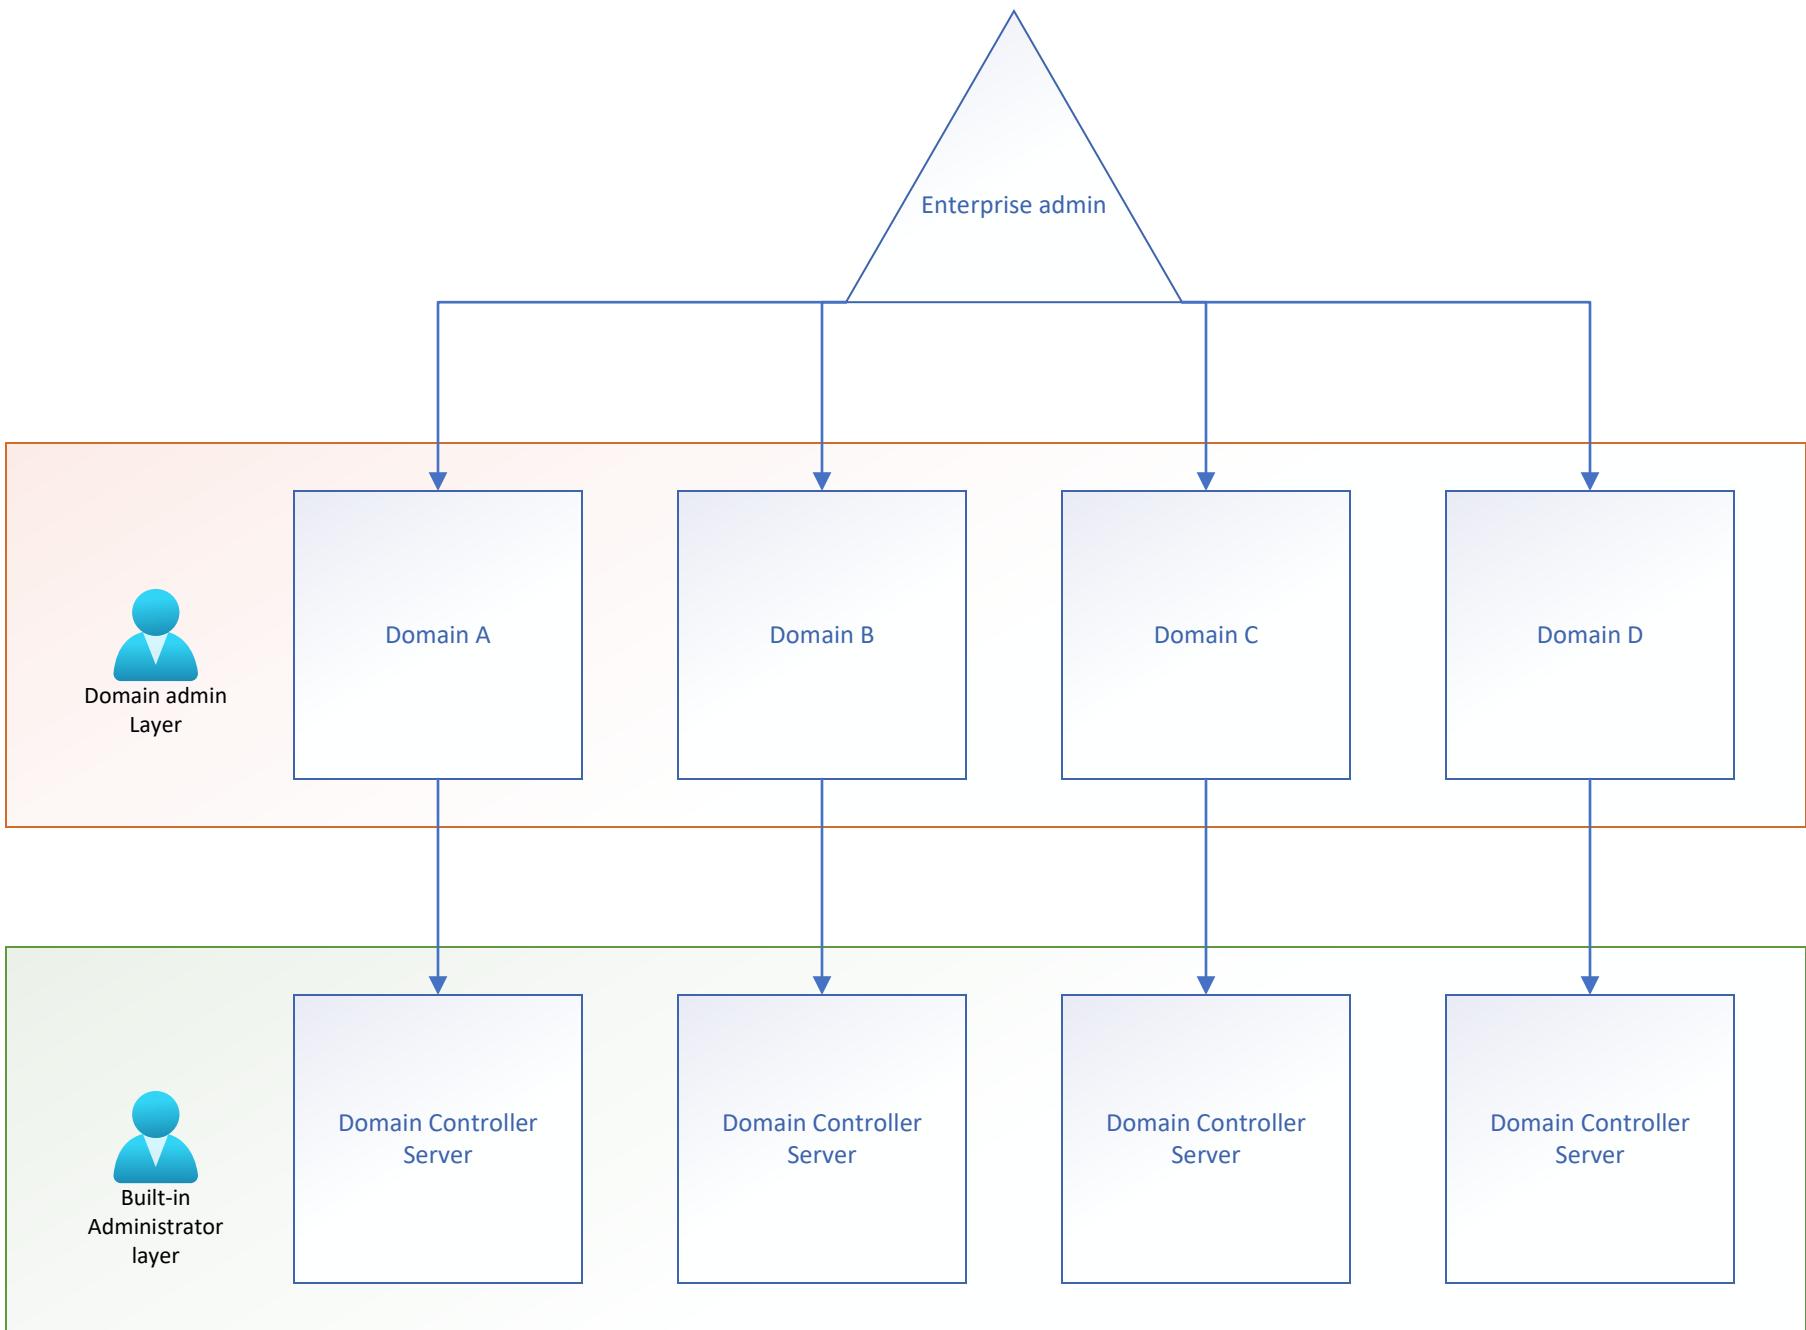 Enterprise admin
Domain A
Domain B
Domain C
Domain D
Domain admin
Layer
Domain Controller
Server
Domain Controller
Server
Domain Controller
Server
Domain Controller
Server
Built-in
Administrator
layer